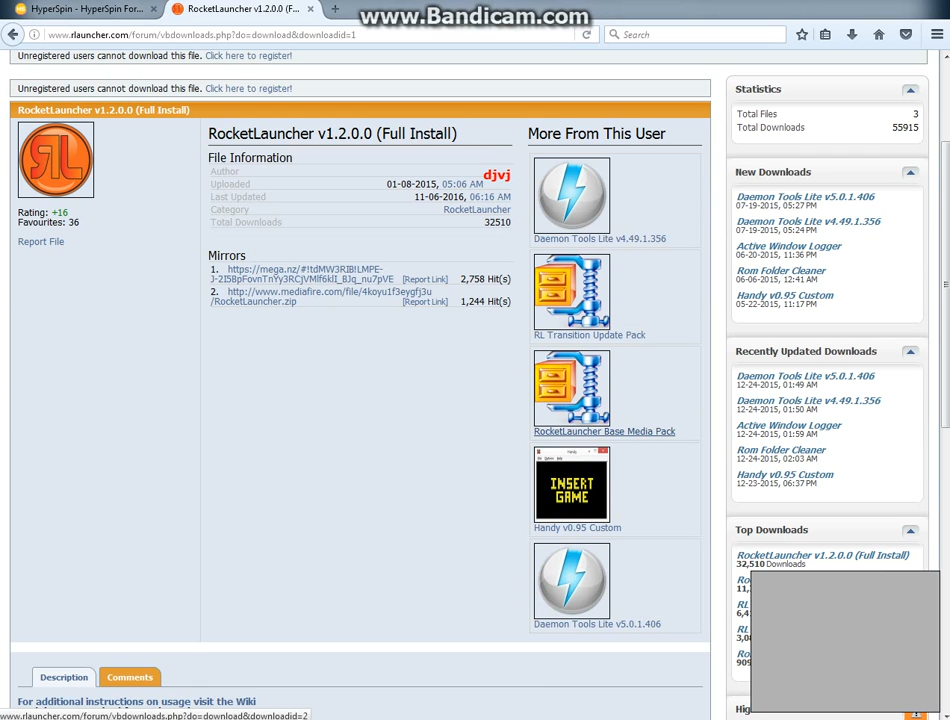 HyperSpin - HyperSpin For...
RocketLauncher v1.2.0.0 (F...
www.Bandicam.com
www.rlauncher.com/forum/vbdownloads.php?do=download&downloadid=1
Search
Unregistered users cannot download this file. Click here to register!
Unregistered users cannot download this file. Click here to register!
RocketLauncher v1.2.0.0 (Full Install)
RL
Rating: +16
Favourites: 36
Report File
RocketLauncher v1.2.0.0 (Full Install)
File Information
Author djvj
Uploaded 01-08-2015, 05:06 AM
Last Updated 11-06-2016, 06:16 AM
Category RocketLauncher
Total Downloads 32510
Mirrors
1. https://mega.nz/#!tdMW3RIB!LMPE-
J-2I5BpFovnTnYy3RCjVMlf6klI_BJq_nu7pVE [Report Link] 2,758 Hit(s)
2. http://www.mediafire.com/file/4koyu1f3eygfj3u
/RocketLauncher.zip [Report Link] 1,244 Hit(s)
More From This User
Daemon Tools Lite v4.49.1.356
RL Transition Update Pack
RocketLauncher Base Media Pack
INSERT
GAME
Handy v0.95 Custom
Daemon Tools Lite v5.0.1.406
Statistics
Total Files 3
Total Downloads 55915
New Downloads
Daemon Tools Lite v5.0.1.406
07-19-2015, 05:27 PM
Daemon Tools Lite v4.49.1.356
07-19-2015, 05:24 PM
Active Window Logger
06-20-2015, 11:36 PM
Rom Folder Cleaner
06-06-2015, 12:41 AM
Handy v0.95 Custom
05-22-2015, 11:17 PM
Recently Updated Downloads
Daemon Tools Lite v5.0.1.406
12-24-2015, 01:49 AM
Daemon Tools Lite v4.49.1.356
12-24-2015, 01:50 AM
Active Window Logger
12-24-2015, 01:59 AM
Rom Folder Cleaner
12-24-2015, 02:03 AM
Handy v0.95 Custom
12-23-2015, 06:37 PM
Top Downloads
RocketLauncher v1.2.0.0 (Full Install)
32,510 Downloads
Description
Comments
For additional instructions on usage visit the Wiki
www.rlauncher.com/forum/vbdownloads.php?do=download&downloadid=2